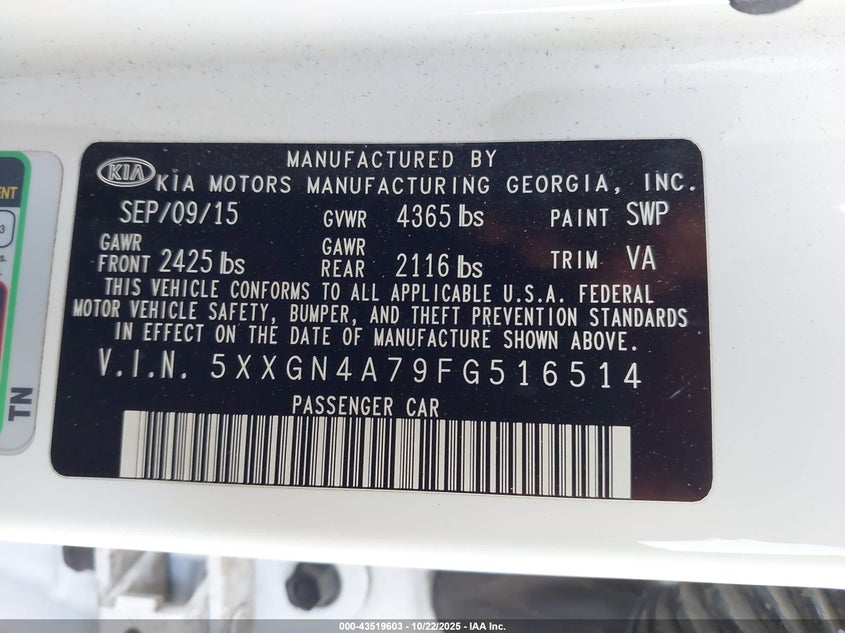 MANUFACTURED BY
KIA KIA MOTORS MANUFACTURING GEORGIA, INC.
SEP/09/15 GVWR 4365 lbs PAINT SWP
GAWR FRONT 2425 lbs GAWR REAR 2116 lbs TRIM VA
THIS VEHICLE CONFORMS TO ALL APPLICABLE U.S.A. FEDERAL
MOTOR VEHICLE SAFETY, BUMPER, AND THEFT PREVENTION STANDARDS
IN EFFECT ON THE DATE OF MANUFACTURE SHOWN ABOVE.
V.I.N. 5XXGN4A79FG516514
PASSENGER CAR
TN
000-43519603 | 10/22/2025 - IAA Inc.